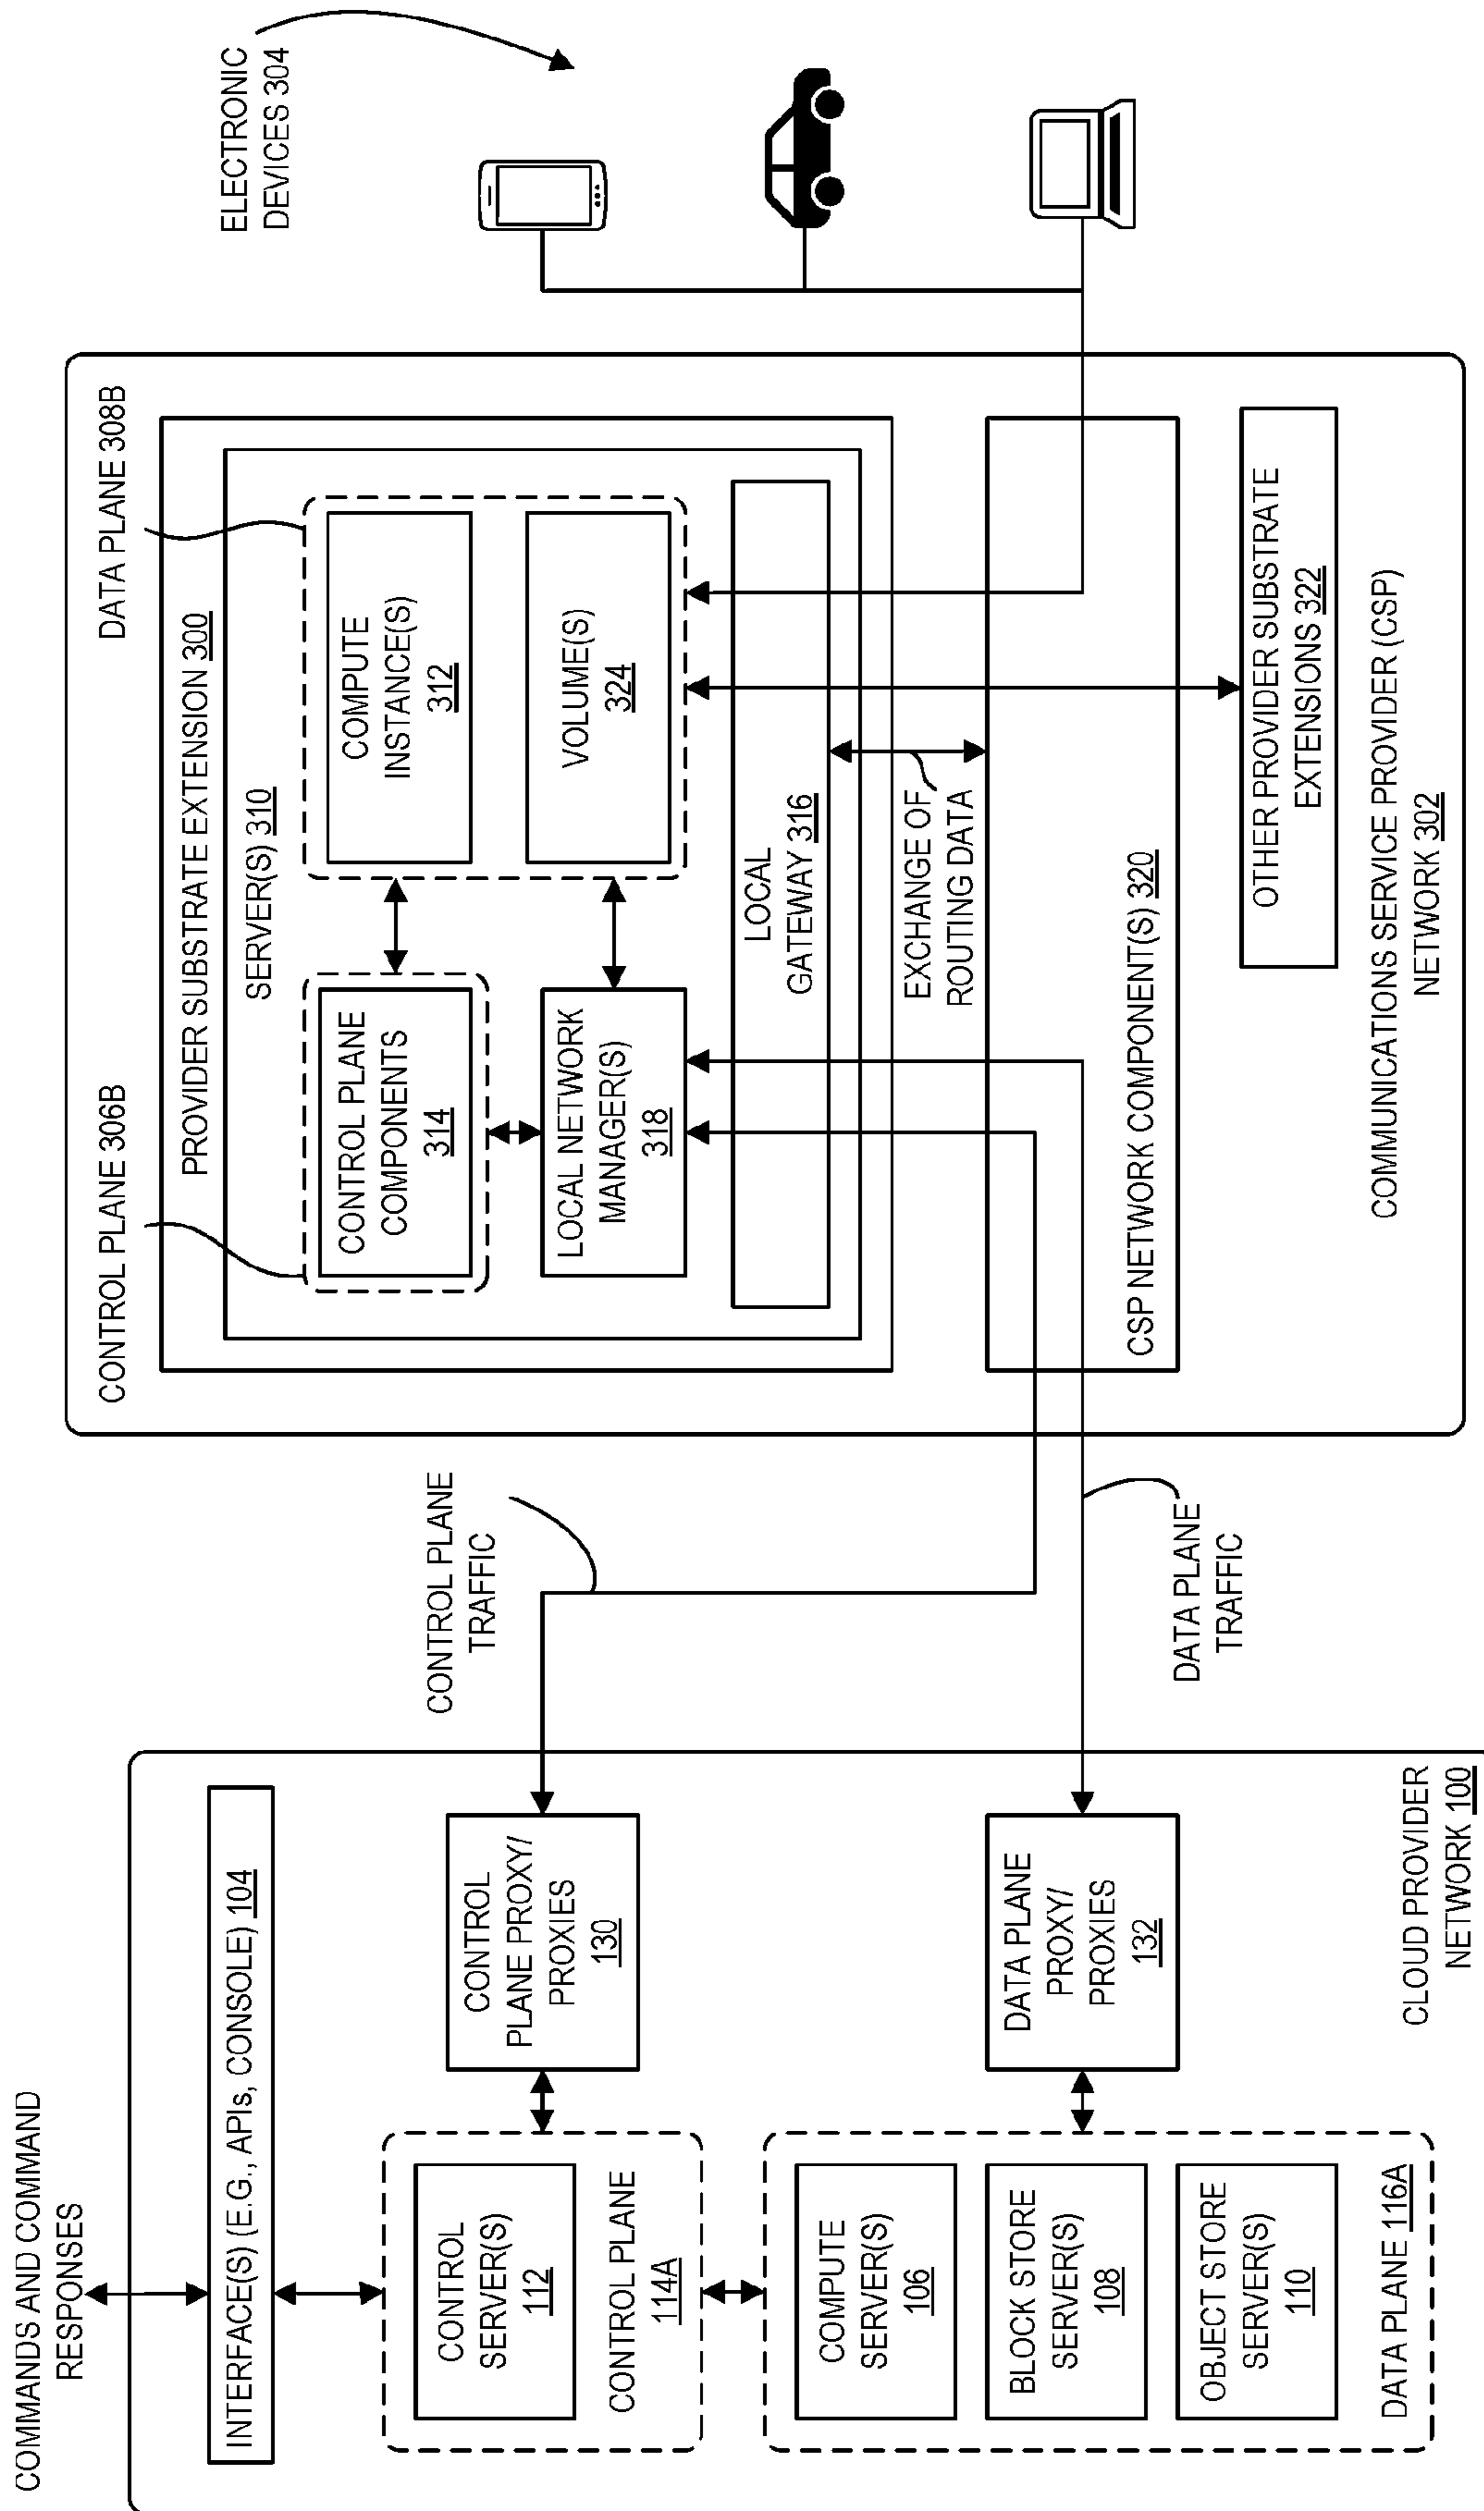 COMMANDS AND COMMAND
RESPONSES
INTERFACE(S) (E.G., APIs, CONSOLE) 104
CONTROL
SERVER(S)
112
CONTROL PLANE
114A
COMPUTE
SERVER(S)
106
BLOCK STORE
SERVER(S)
108
OBJECT STORE
SERVER(S)
110
DATA PLANE 116A
CONTROL
PLANE PROXY/
PROXIES
130
DATA PLANE
PROXY/
PROXIES
132
CLOUD PROVIDER
NETWORK 100
CONTROL PLANE
TRAFFIC
DATA PLANE
TRAFFIC
CONTROL PLANE 306B
DATA PLANE 308B
PROVIDER SUBSTRATE EXTENSION 300
SERVER(S) 310
CONTROL PLANE
COMPONENTS
314
COMPUTE
INSTANCE(S)
312
LOCAL NETWORK
MANAGER(S)
318
VOLUME(S)
324
LOCAL
GATEWAY 316
EXCHANGE OF
ROUTING DATA
CSP NETWORK COMPONENT(S) 320
OTHER PROVIDER SUBSTRATE
EXTENSIONS 322
COMMUNICATIONS SERVICE PROVIDER (CSP)
NETWORK 302
ELECTRONIC
DEVICES 304